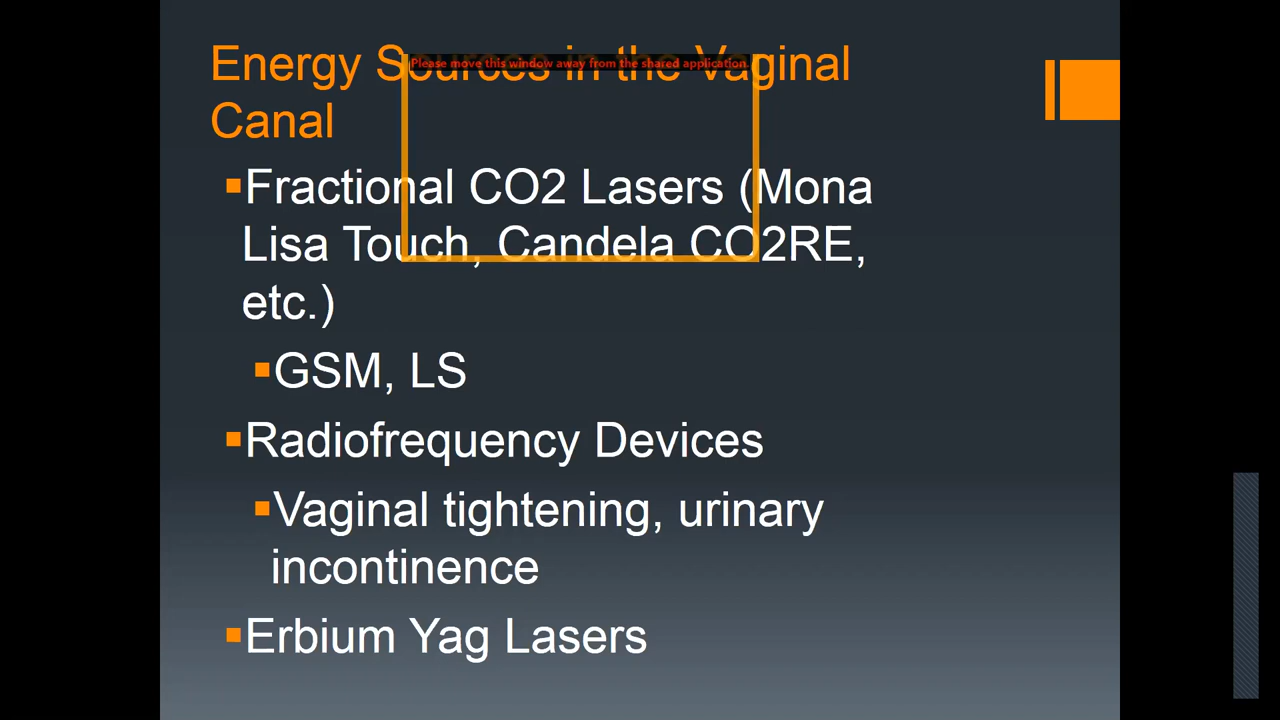 Energy Sources in the Vaginal
Please move this window away from the shared application.
Canal
Fractional CO2 Lasers (Mona
Lisa Touch, Candela CO2RE,
etc.)
GSM, LS
Radiofrequency Devices
Vaginal tightening, urinary
incontinence
Erbium Yag Lasers